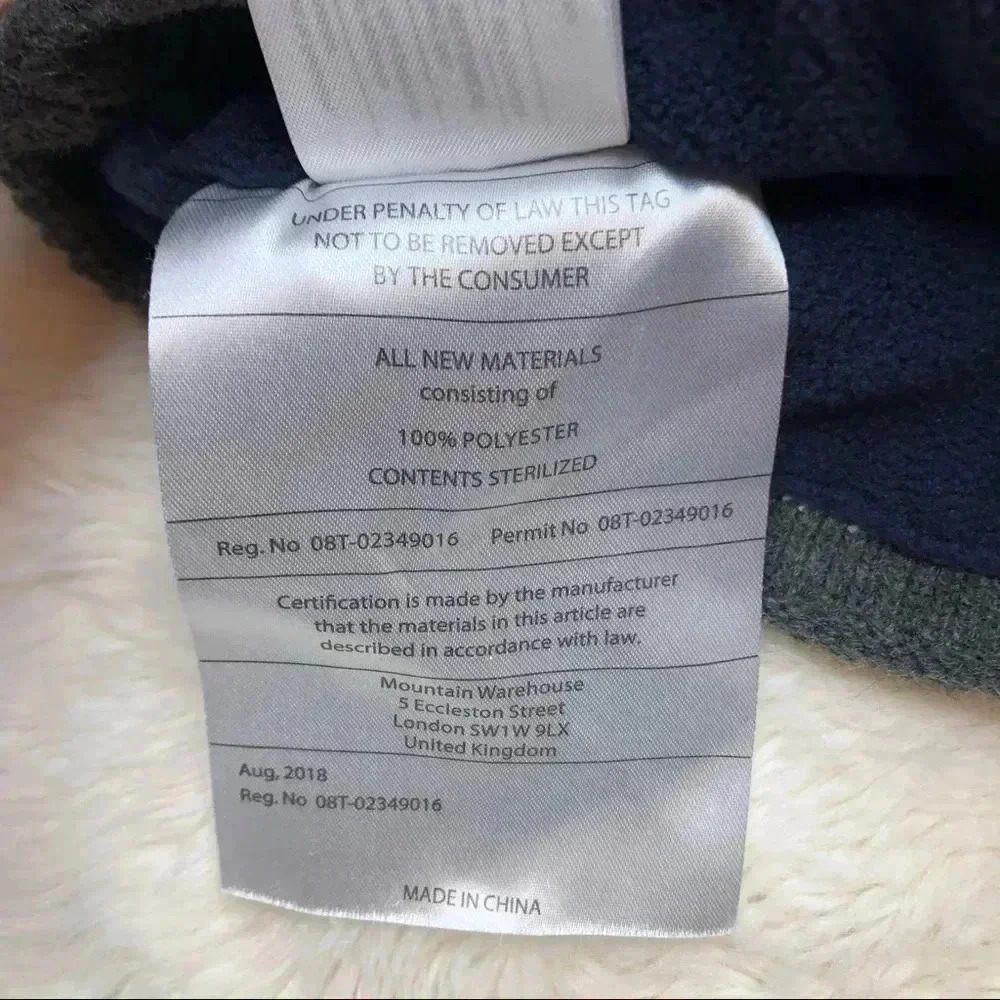 UNDER PENALTY OF LAW THIS TAG
NOT TO BE REMOVED EXCEPT
BY THE CONSUMER
ALL NEW MATERIALS
consisting of
100% POLYESTER
CONTENTS STERILIZED
Reg. No 08T-02349016 Permit No 08T-02349016
Certification is made by the manufacturer
that the materials in this article are
described in accordance with law.
Mountain Warehouse
5 Eccleston Street
London SW1W 9LX
United Kingdom
Aug, 2018
Reg. No 08T-02349016
MADE IN CHINA